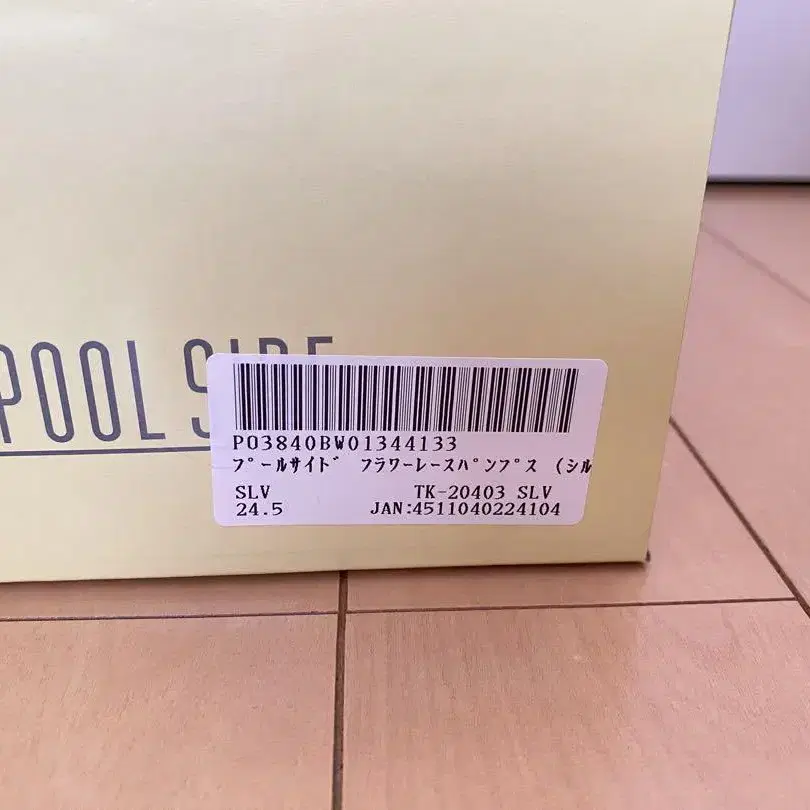 POOL SIDE
P03840BW01344133
プールサイド フラワーレースパンプス (シル
SLV TK-20403 SLV
24.5 JAN:4511040224104